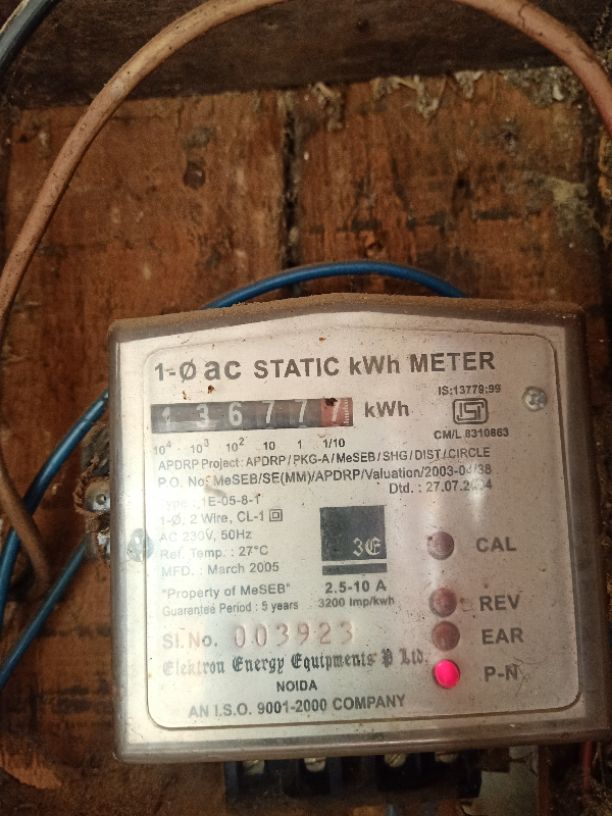 1-Ø ac STATIC kWh METER
IS:13779:99
136777 kWh
CM/L 8310863
10⁴ 10³ 10² 10 1 1/10
APDRP Project: APDRP/PKG-A/MeSEB/SHG/DIST/CIRCLE
P.O. No: MeSEB/SE(MM)/APDRP/Valuation/2003-04/38
Dtd. : 27.07.2004
Type : 1E-05-8-1
1-Ø, 2 Wire, CL-1
AC 230V, 50Hz
Ref. Temp. : 27°C
MFD. : March 2005
3E
CAL
"Property of MeSEB" 2.5-10 A
Guarantee Period : 5 years 3200 Imp/kwh
REV
Sl.No. 003923
EAR
Elektron Energy Equipments P Ltd.
P-N
NOIDA
AN I.S.O. 9001-2000 COMPANY